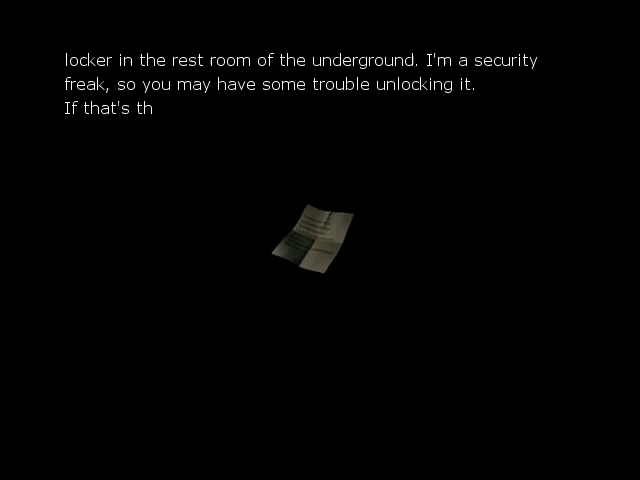 locker in the rest room of the underground. I'm a security
freak, so you may have some trouble unlocking it.
If that's th